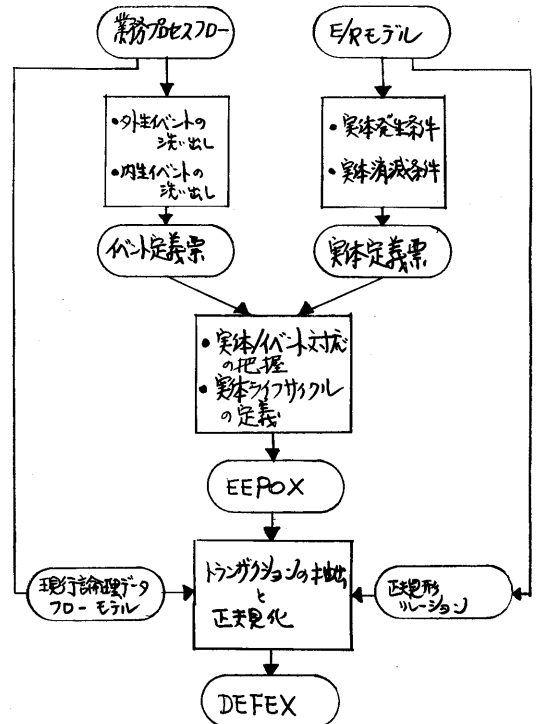 業務プロセスフロー
E/Rモデル
•外生イベントの
洗い出し
•内生イベントの
洗い出し
•実体発生条件
•実体消滅条件
イベント定義票
実体定義票
•実体/イベント対応
の把握
•実体ライフサイクル
の定義
EEPOX
現行論理データ
フローモデル
トランザクションの抽出
と
正規化
正規形
リレーション
DEFEX